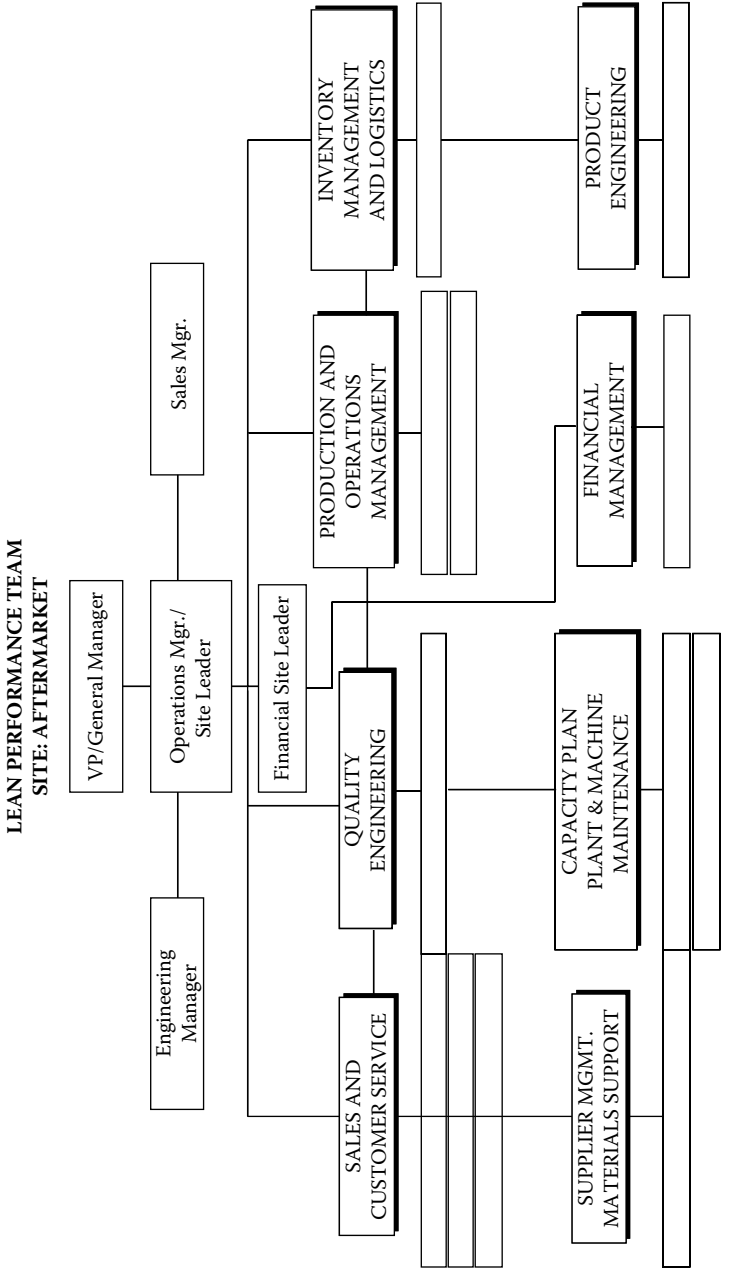 LEAN PERFORMANCE TEAM
SITE: AFTERMARKET
VP/General Manager
Engineering
Manager
Operations Mgr./
Site Leader
Sales Mgr.
Financial Site Leader
SALES AND
CUSTOMER SERVICE
QUALITY
ENGINEERING
PRODUCTION AND
OPERATIONS
MANAGEMENT
INVENTORY
MANAGEMENT
AND LOGISTICS
SUPPLIER MGMT.
MATERIALS SUPPORT
CAPACITY PLAN
PLANT & MACHINE
MAINTENANCE
FINANCIAL
MANAGEMENT
PRODUCT
ENGINEERING